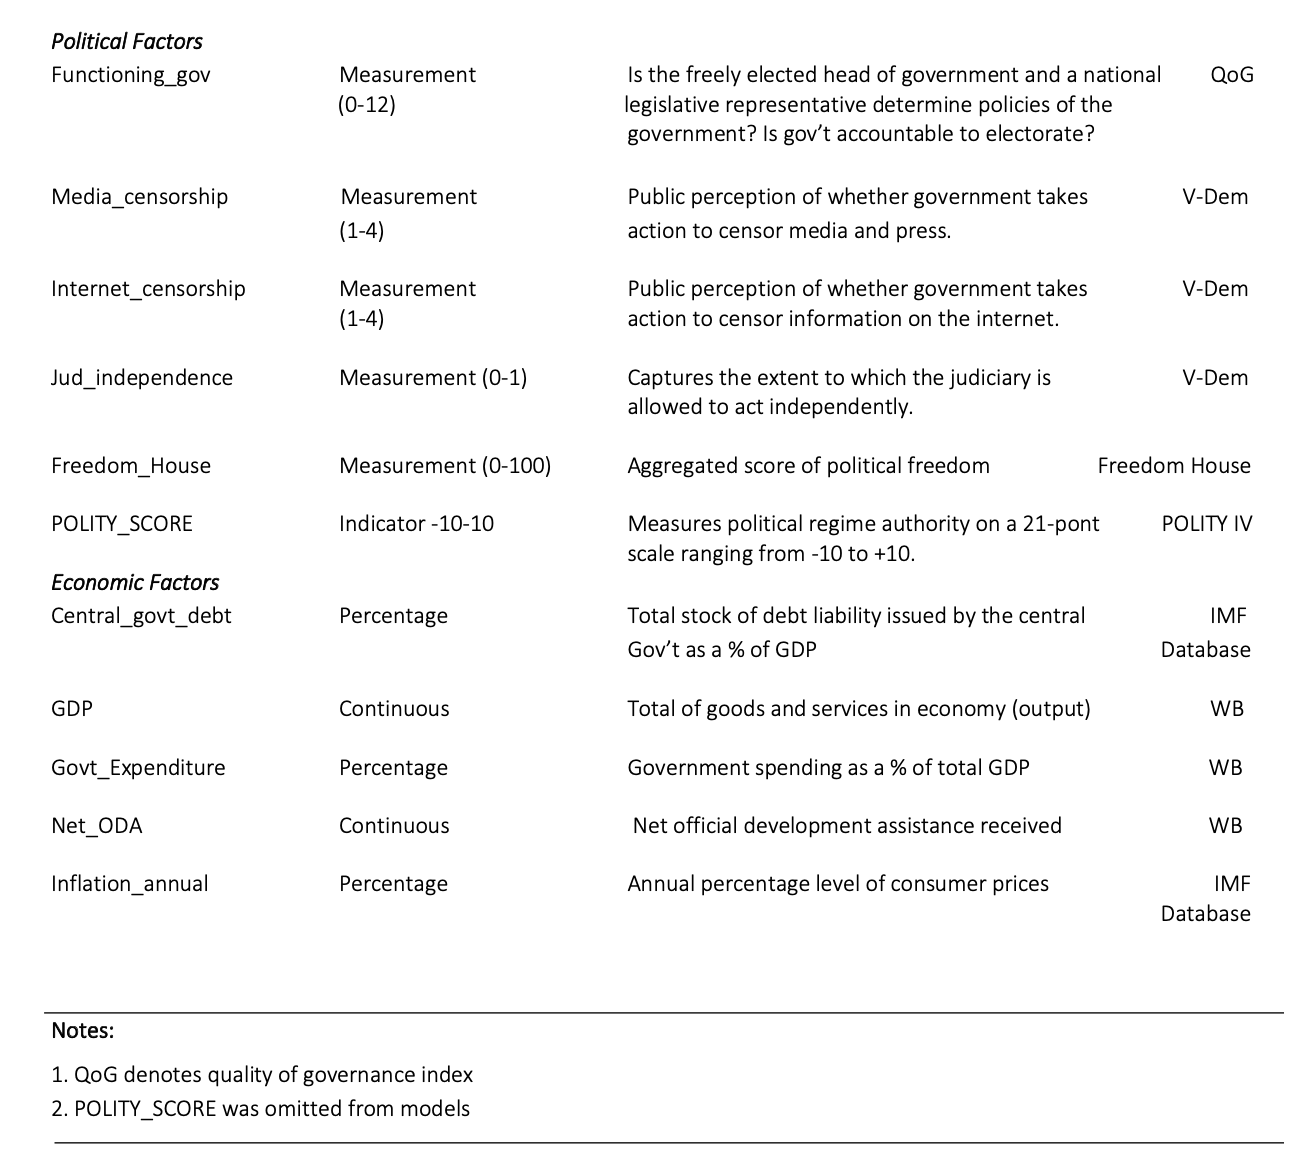 Political Factors
Functioning_gov Measurement Is the freely elected head of government and a national QoG
(0-12) legislative representative determine policies of the
government? Is gov’t accountable to electorate?
Media_censorship Measurement Public perception of whether government takes V-Dem
(1-4) action to censor media and press.
Internet_censorship Measurement Public perception of whether government takes V-Dem
(1-4) action to censor information on the internet.
Jud_independence Measurement (0-1) Captures the extent to which the judiciary is V-Dem
allowed to act independently.
Freedom_House Measurement (0-100) Aggregated score of political freedom Freedom House
POLITY_SCORE Indicator -10-10 Measures political regime authority on a 21-pont POLITY IV
scale ranging from -10 to +10.
Economic Factors
Central_govt_debt Percentage Total stock of debt liability issued by the central IMF
Gov’t as a % of GDP Database
GDP Continuous Total of goods and services in economy (output) WB
Govt_Expenditure Percentage Government spending as a % of total GDP WB
Net_ODA Continuous Net official development assistance received WB
Inflation_annual Percentage Annual percentage level of consumer prices IMF
Database
Notes:
1. QoG denotes quality of governance index
2. POLITY_SCORE was omitted from models